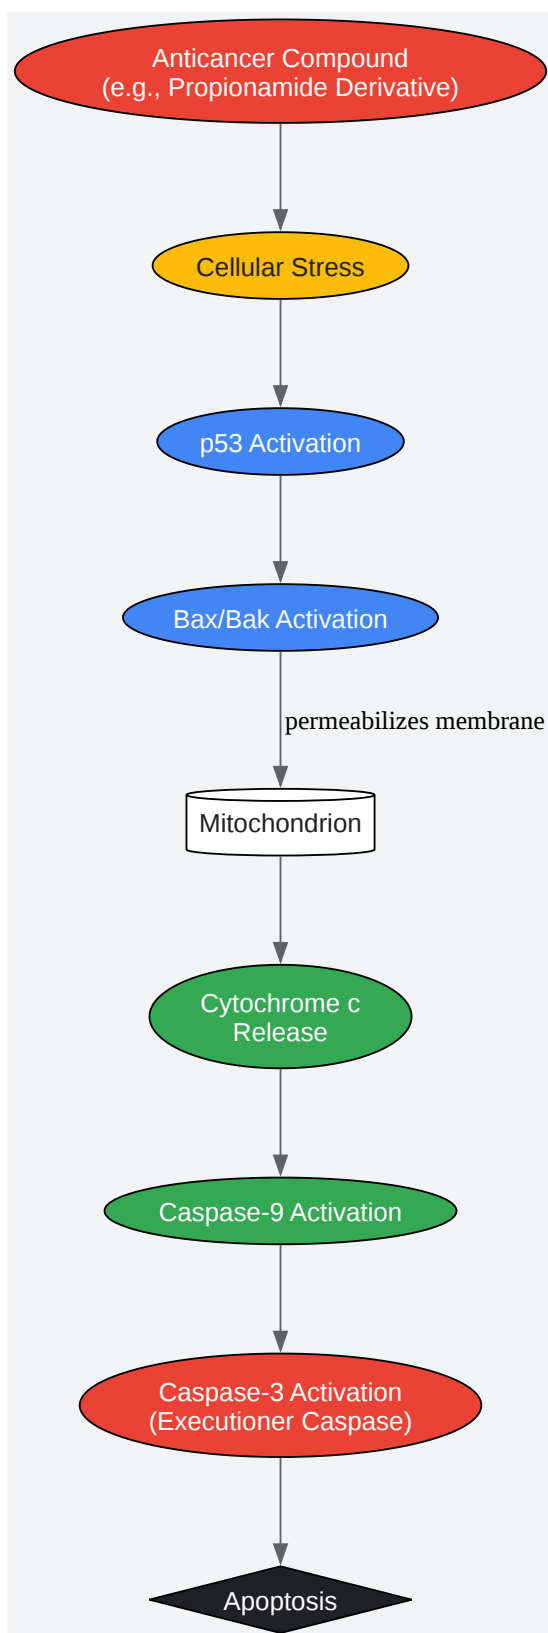 Anticancer Compound
(e.g., Propionamide Derivative)
Cellular Stress
p53 Activation
Bax/Bak Activation
permeabilizes membrane
Mitochondrion
Cytochrome c
Release
Caspase-9 Activation
Caspase-3 Activation
(Executioner Caspase)
Apoptosis